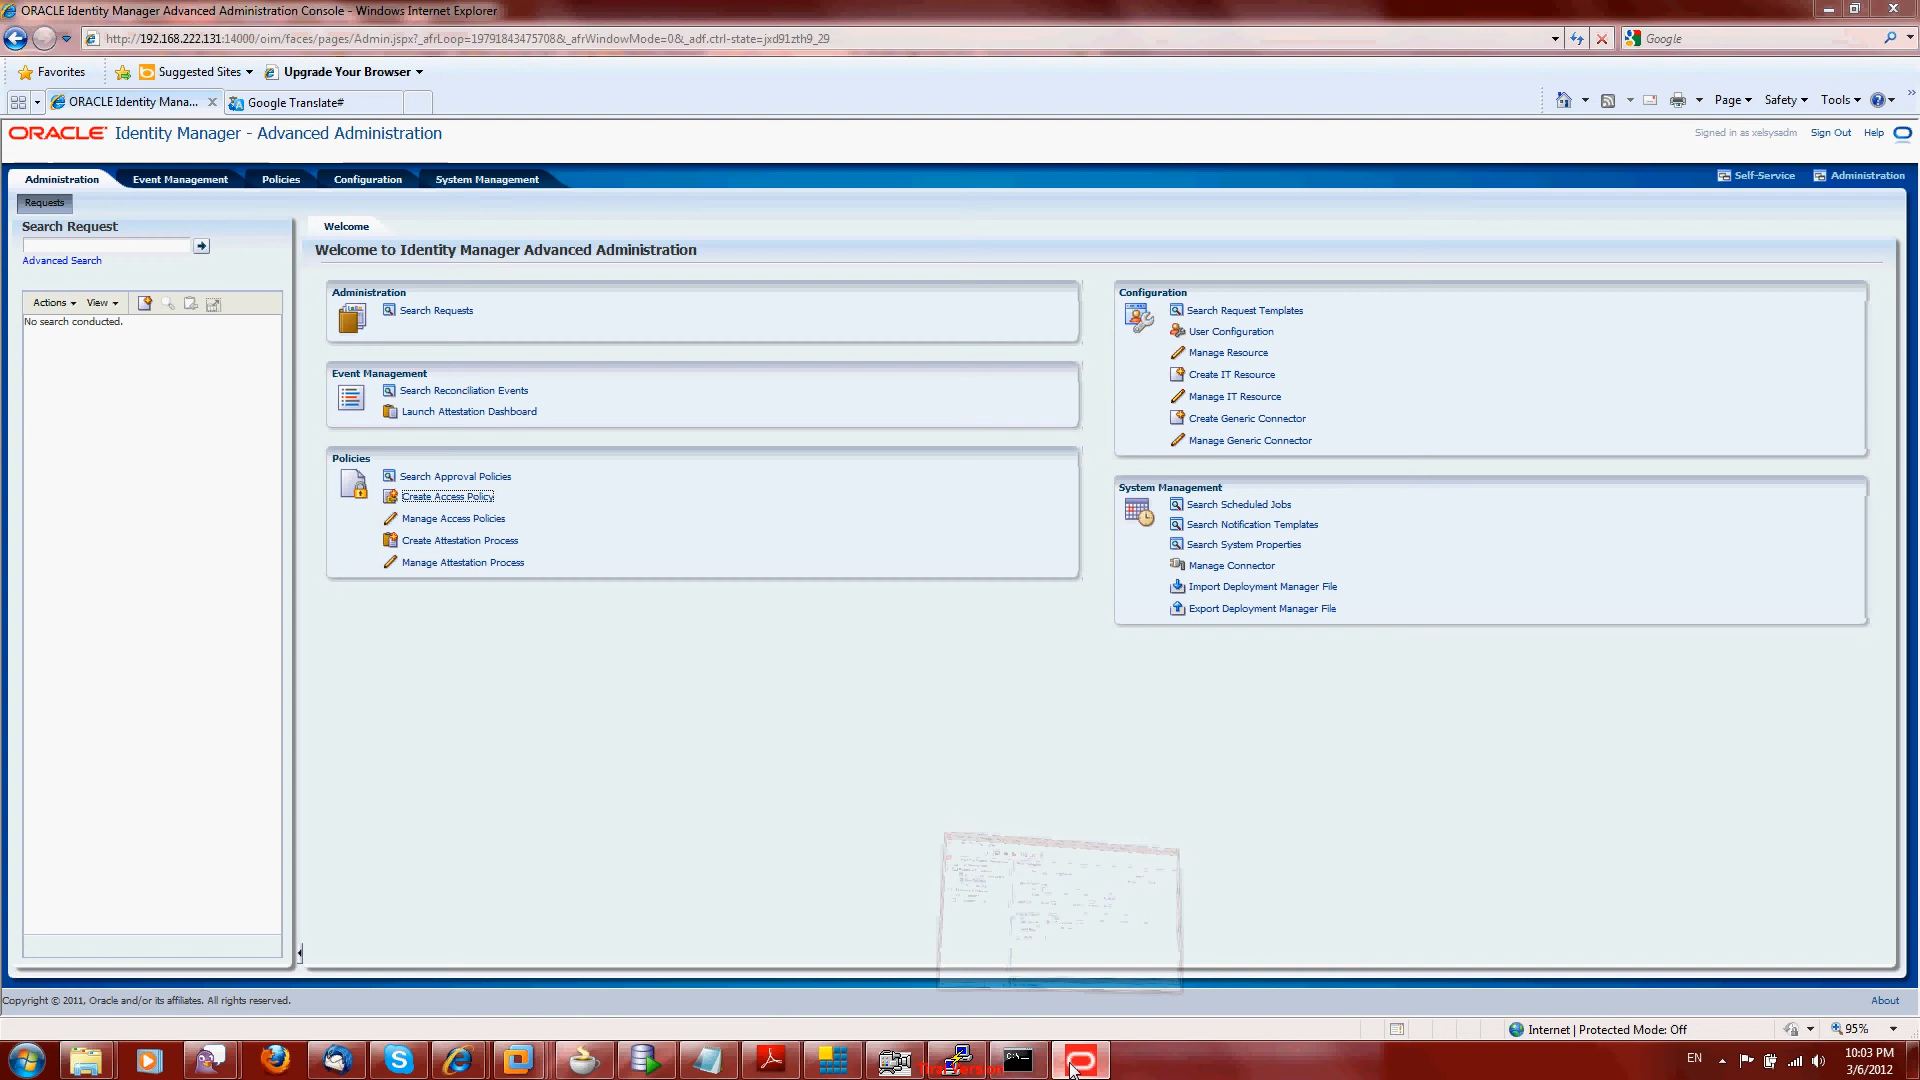 ORACLE Identity Manager Advanced Administration Console - Windows Internet Explorer
http://192.168.222.131:14000/oim/faces/pages/Admin.jspx?_afrLoop=19791843475708&_afrWindowMode=0&_adf.ctrl-state=jxd91zth9_29
Google
Favorites
Suggested Sites
Upgrade Your Browser
ORACLE Identity Mana...
Google Translate#
Page
Safety
Tools
ORACLE Identity Manager - Advanced Administration
Signed in as xelsysadm
Sign Out
Help
Administration
Event Management
Policies
Configuration
System Management
Self-Service
Administration
Requests
Search Request
Advanced Search
Actions
View
No search conducted.
Welcome
Welcome to Identity Manager Advanced Administration
Administration
Search Requests
Event Management
Search Reconciliation Events
Launch Attestation Dashboard
Policies
Search Approval Policies
Create Access Policy
Manage Access Policies
Create Attestation Process
Manage Attestation Process
Configuration
Search Request Templates
User Configuration
Manage Resource
Create IT Resource
Manage IT Resource
Create Generic Connector
Manage Generic Connector
System Management
Search Scheduled Jobs
Search Notification Templates
Search System Properties
Manage Connector
Import Deployment Manager File
Export Deployment Manager File
Copyright © 2011, Oracle and/or its affiliates. All rights reserved.
About
Internet | Protected Mode: Off
95%
EN
10:03 PM
3/6/2012